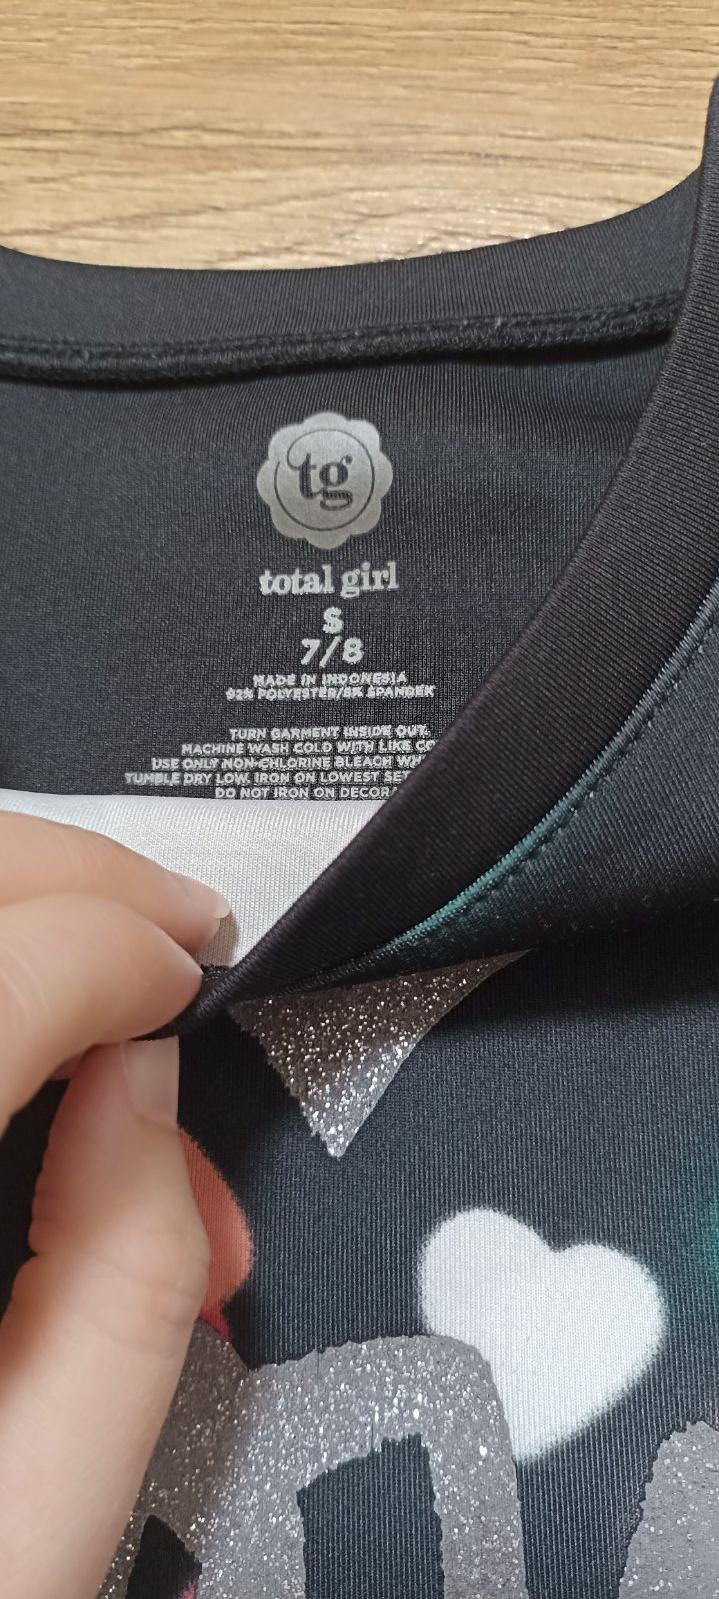 tg
total girl
S
7/8
MADE IN INDONESIA
92% POLYESTER/8% SPANDEX
TURN GARMENT INSIDE OUT.
MACHINE WASH COLD WITH LIKE
USE ONLY NON-CHLORINE BLEACH
TUMBLE DRY LOW. IRON ON LOWEST
DO NOT IRON ON